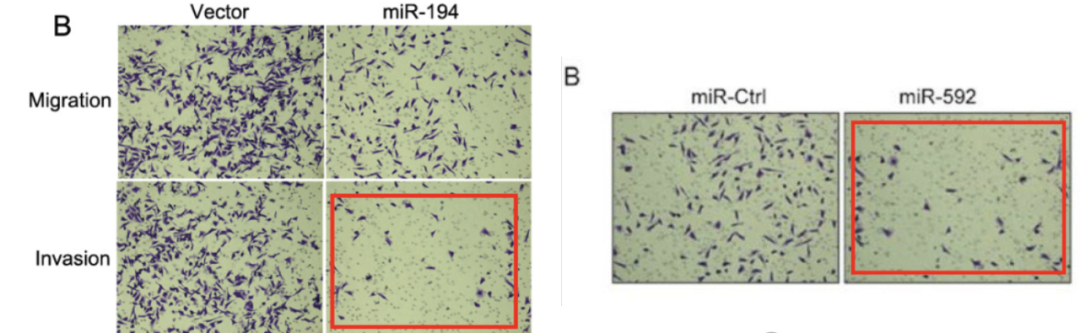 B
Vector miR-194
Migration
Invasion
B
miR-Ctrl miR-592